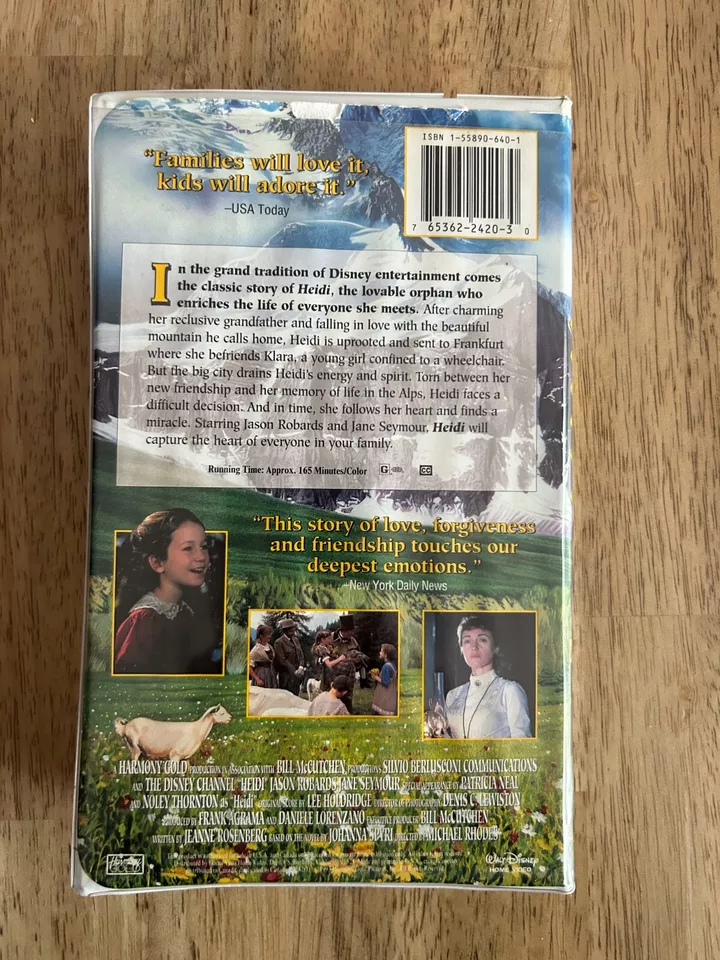 "Families will love it,
kids will adore it."
–USA Today
ISBN 1-55890-640-1
7 65362-2420-3 0
In the grand tradition of Disney entertainment comes
the classic story of Heidi, the lovable orphan who
enriches the life of everyone she meets. After charming
her reclusive grandfather and falling in love with the beautiful
mountain he calls home, Heidi is uprooted and sent to Frankfurt
where she befriends Klara, a young girl confined to a wheelchair.
But the big city drains Heidi's energy and spirit. Torn between her
new friendship and her memory of life in the Alps, Heidi faces a
difficult decision. And in time, she follows her heart and finds a
miracle. Starring Jason Robards and Jane Seymour, Heidi will
capture the heart of everyone in your family.
Running Time: Approx. 165 Minutes/Color G CC
"This story of love, forgiveness
and friendship touches our
deepest emotions."
–New York Daily News
HARMONY GOLD PRODUCTION IN ASSOCIATION WITH BILL McCUTCHEN PRODUCTIONS SILVIO BERLUSCONI COMMUNICATIONS
AND THE DISNEY CHANNEL "HEIDI" JASON ROBARDS JANE SEYMOUR SPECIAL APPEARANCE BY PATRICIA NEAL
AND NOLEY THORNTON as "Heidi" ORIGINAL SCORE BY LEE HOLDRIDGE DIRECTOR OF PHOTOGRAPHY DENIS C. LEWISTON
PRODUCED BY FRANK AGRAMA AND DANIELE LORENZANO EXECUTIVE PRODUCER BILL McCUTCHEN
WRITTEN BY JEANNE ROSENBERG BASED ON THE NOVEL BY JOHANNA SPYRI DIRECTED BY MICHAEL RHODES
Harmony
GOLD
WALT DISNEY
HOME VIDEO